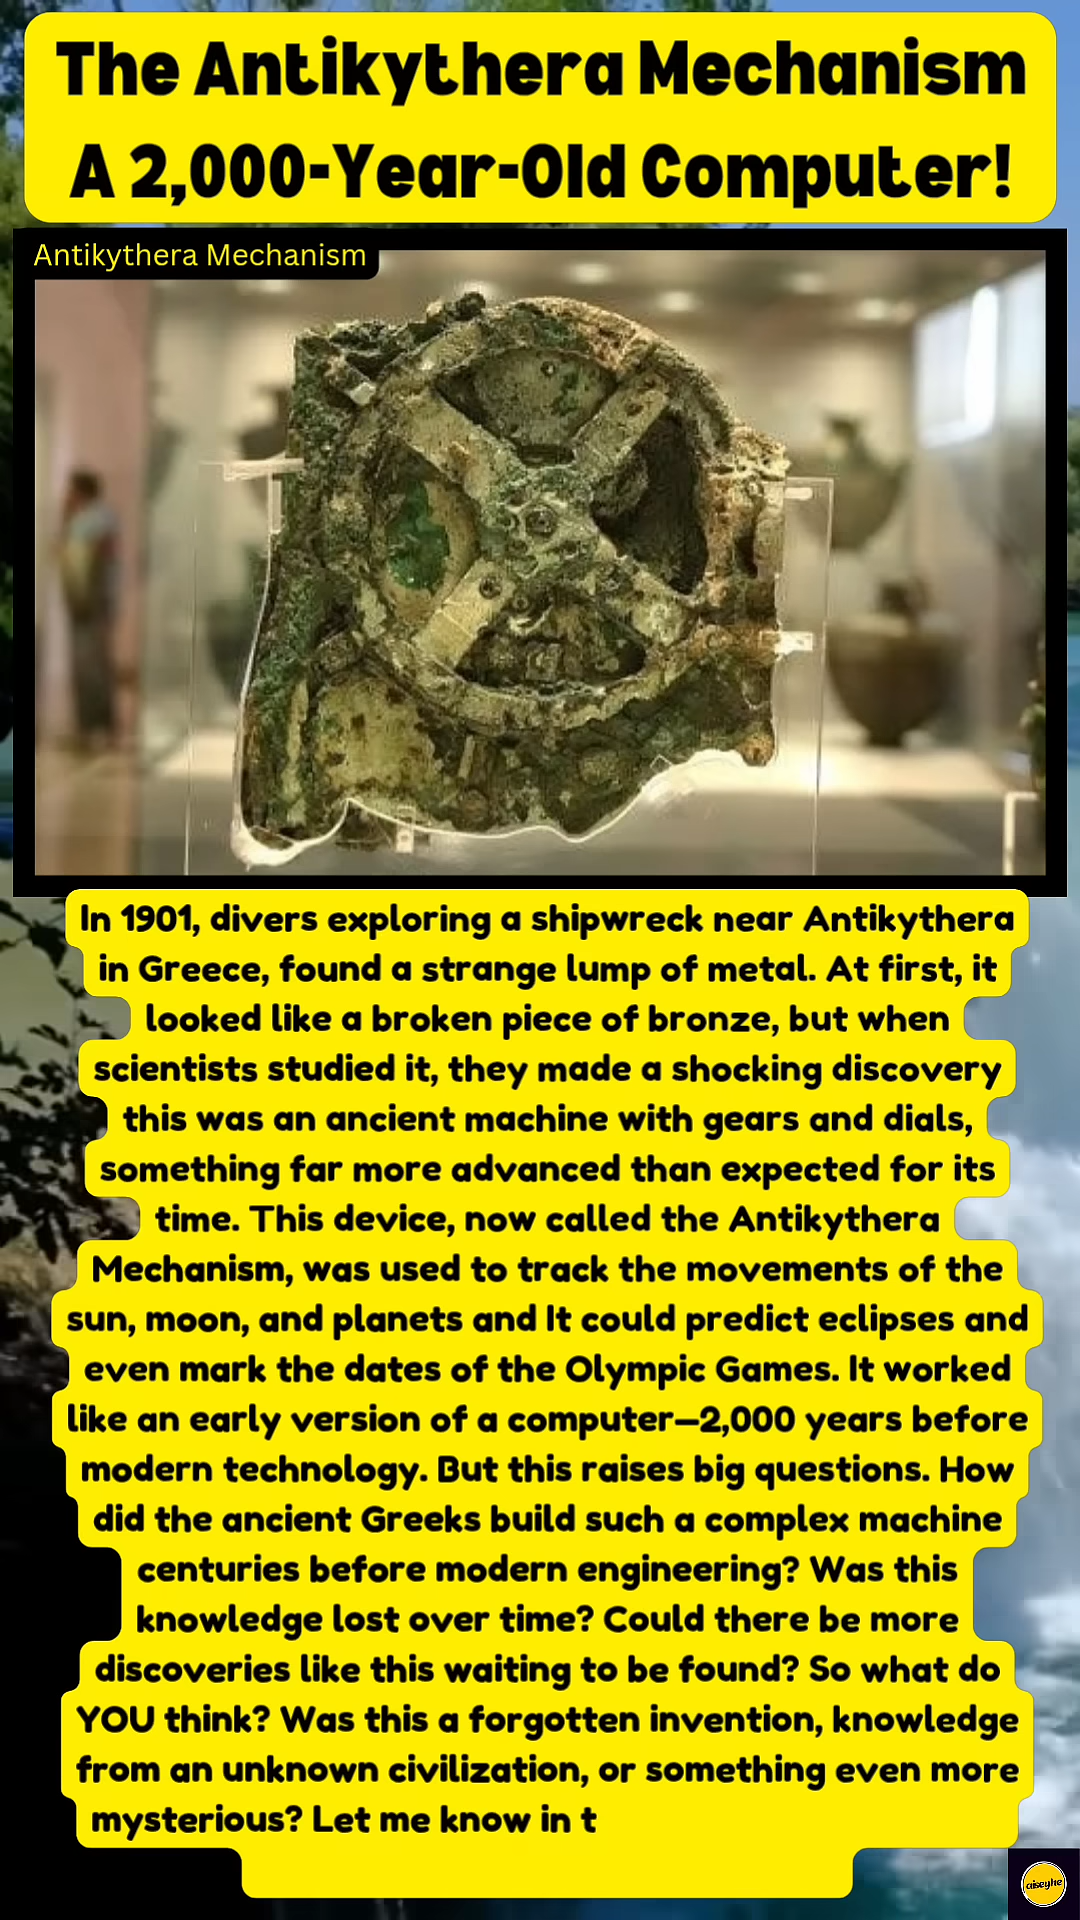 The Antikythera Mechanism
A 2,000-Year-Old Computer!
Antikythera Mechanism
In 1901, divers exploring a shipwreck near Antikythera
in Greece, found a strange lump of metal. At first, it
looked like a broken piece of bronze, but when
scientists studied it, they made a shocking discovery
this was an ancient machine with gears and dials,
something far more advanced than expected for its
time. This device, now called the Antikythera
Mechanism, was used to track the movements of the
sun, moon, and planets and It could predict eclipses and
even mark the dates of the Olympic Games. It worked
like an early version of a computer—2,000 years before
modern technology. But this raises big questions. How
did the ancient Greeks build such a complex machine
centuries before modern engineering? Was this
knowledge lost over time? Could there be more
discoveries like this waiting to be found? So what do
YOU think? Was this a forgotten invention, knowledge
from an unknown civilization, or something even more
mysterious? Let me know in t
aiseyhe